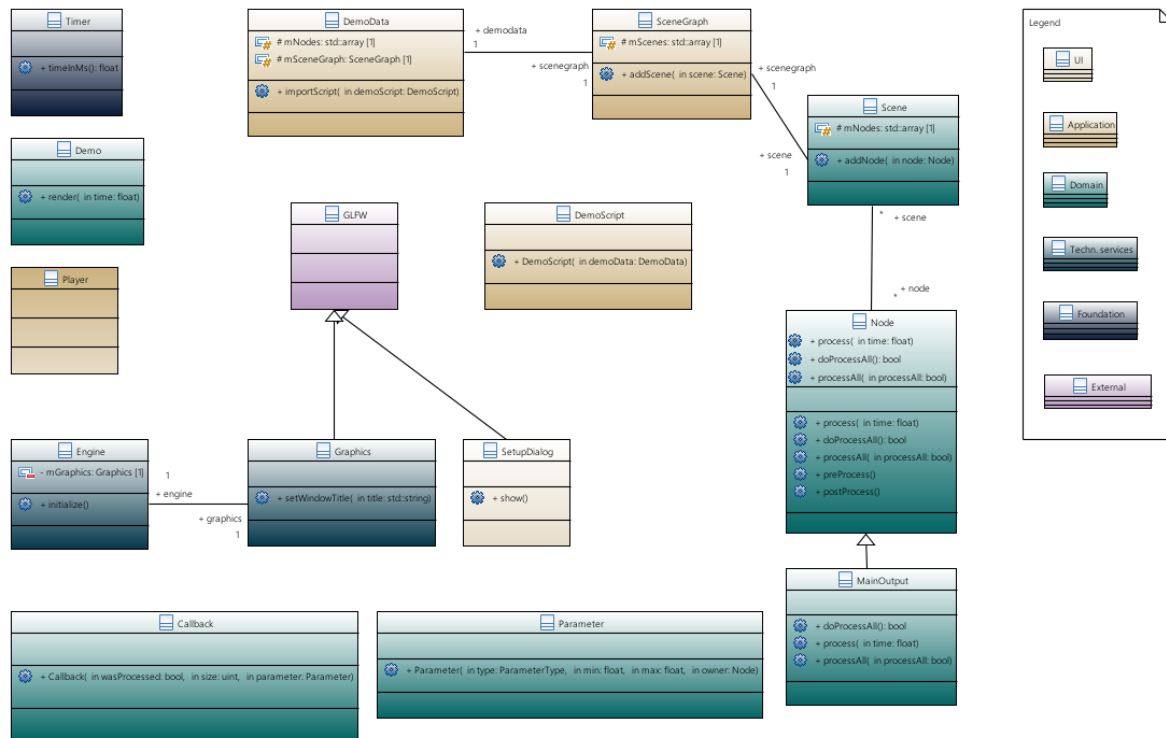 Timer
+ timeInMs(): float
DemoData
# mNodes: std::array [1]
# mSceneGraph: SceneGraph [1]
+ importScript( in demoScript: DemoScript)
+ demodata
1
+ scenegraph
1
SceneGraph
# mScenes: std::array [1]
+ addScene( in scene: Scene)
+ scenegraph
1
+ scene
1
Scene
# mNodes: std::array [1]
+ addNode( in node: Node)
* + scene
+ node
*
Legend
UI
Application
Domain
Techn. services
Foundation
External
Demo
+ render( in time: float)
GLFW
DemoScript
+ DemoScript( in demoData: DemoData)
Player
Node
+ process( in time: float)
+ doProcessAll(): bool
+ processAll( in processAll: bool)
+ process( in time: float)
+ doProcessAll(): bool
+ processAll( in processAll: bool)
+ preProcess()
+ postProcess()
Engine
- mGraphics: Graphics [1]
+ initialize()
1
+ engine
+ graphics
1
Graphics
+ setWindowTitle( in title: std::string)
SetupDialog
+ show()
MainOutput
+ doProcessAll(): bool
+ process( in time: float)
+ processAll( in processAll: bool)
Callback
+ Callback( in wasProcessed: bool, in size: uint, in parameter: Parameter)
Parameter
+ Parameter( in type: ParameterType, in min: float, in max: float, in owner: Node)